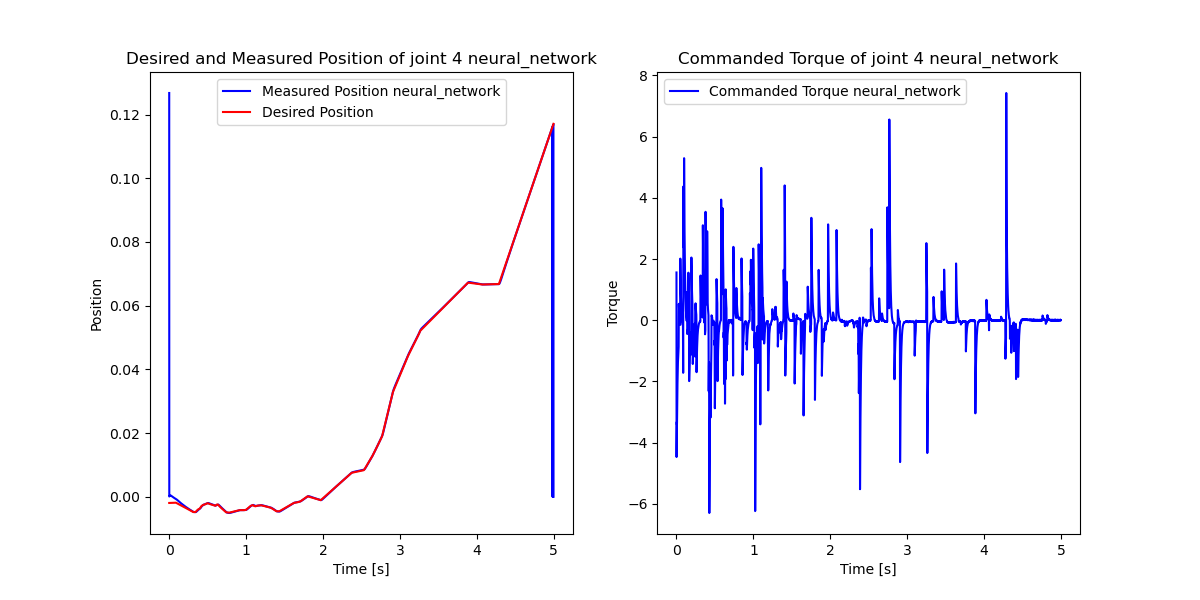 Desired and Measured Position of joint 4 neural_network
Measured Position neural_network
Desired Position
0.12
0.10
0.08
0.06
0.04
0.02
0.00
Position
0 1 2 3 4 5
Time [s]
Commanded Torque of joint 4 neural_network
Commanded Torque neural_network
8
6
4
2
0
−2
−4
−6
Torque
0 1 2 3 4 5
Time [s]